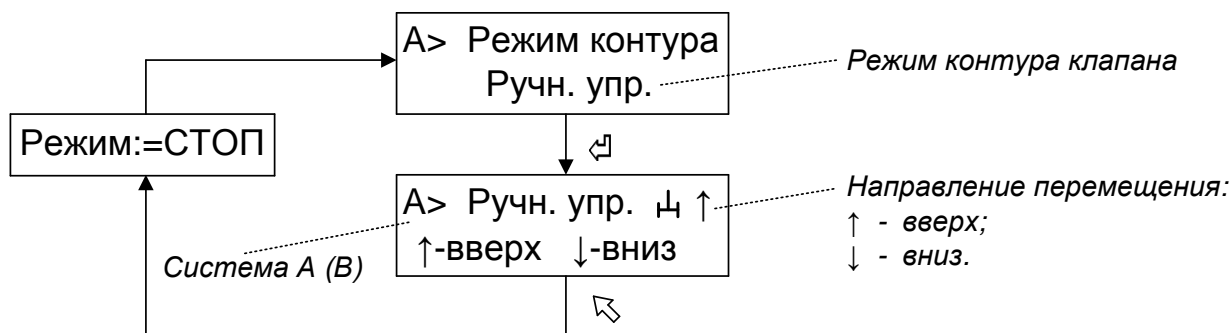 А> Режим контура
Ручн. упр.
Режим контура клапана
Режим:=СТОП
А> Ручн. упр. ↑
↑-вверх ↓-вниз
Направление перемещения:
↑ - вверх;
↓ - вниз.
Система А (В)